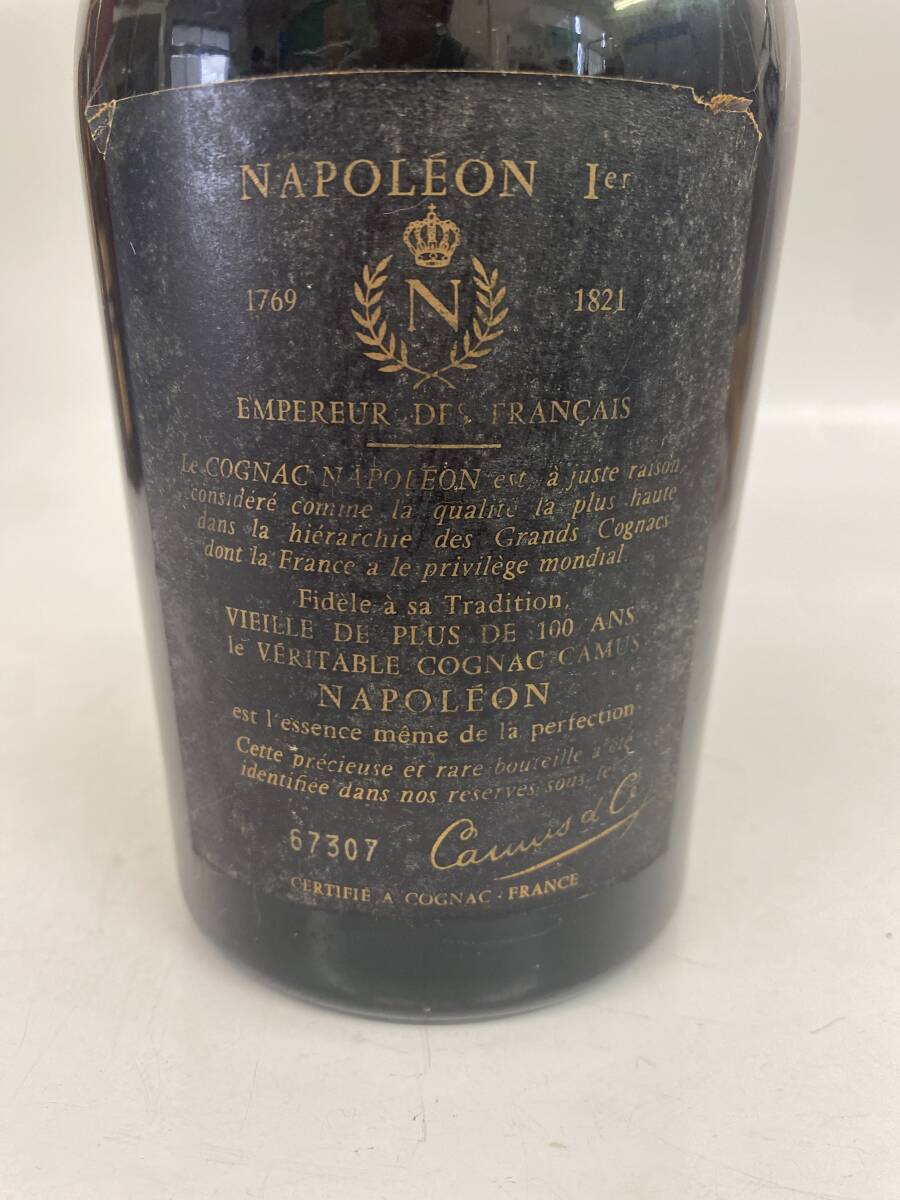 NAPOLÉON Ier
1769 N 1821
EMPEREUR DES FRANÇAIS
Le COGNAC NAPOLÉON est à juste raison,
considéré comme la qualité la plus haute
dans la hiérarchie des Grands Cognacs
dont la France a le privilège mondial
Fidèle à sa Tradition,
VIEILLE DE PLUS DE 100 ANS
le VÉRITABLE COGNAC CAMUS
NAPOLÉON
est l'essence même de la perfection
Cette précieuse et rare bouteille a été
identifiée dans nos réserves sous le
67307 Camus & Co
CERTIFIÉ A COGNAC - FRANCE